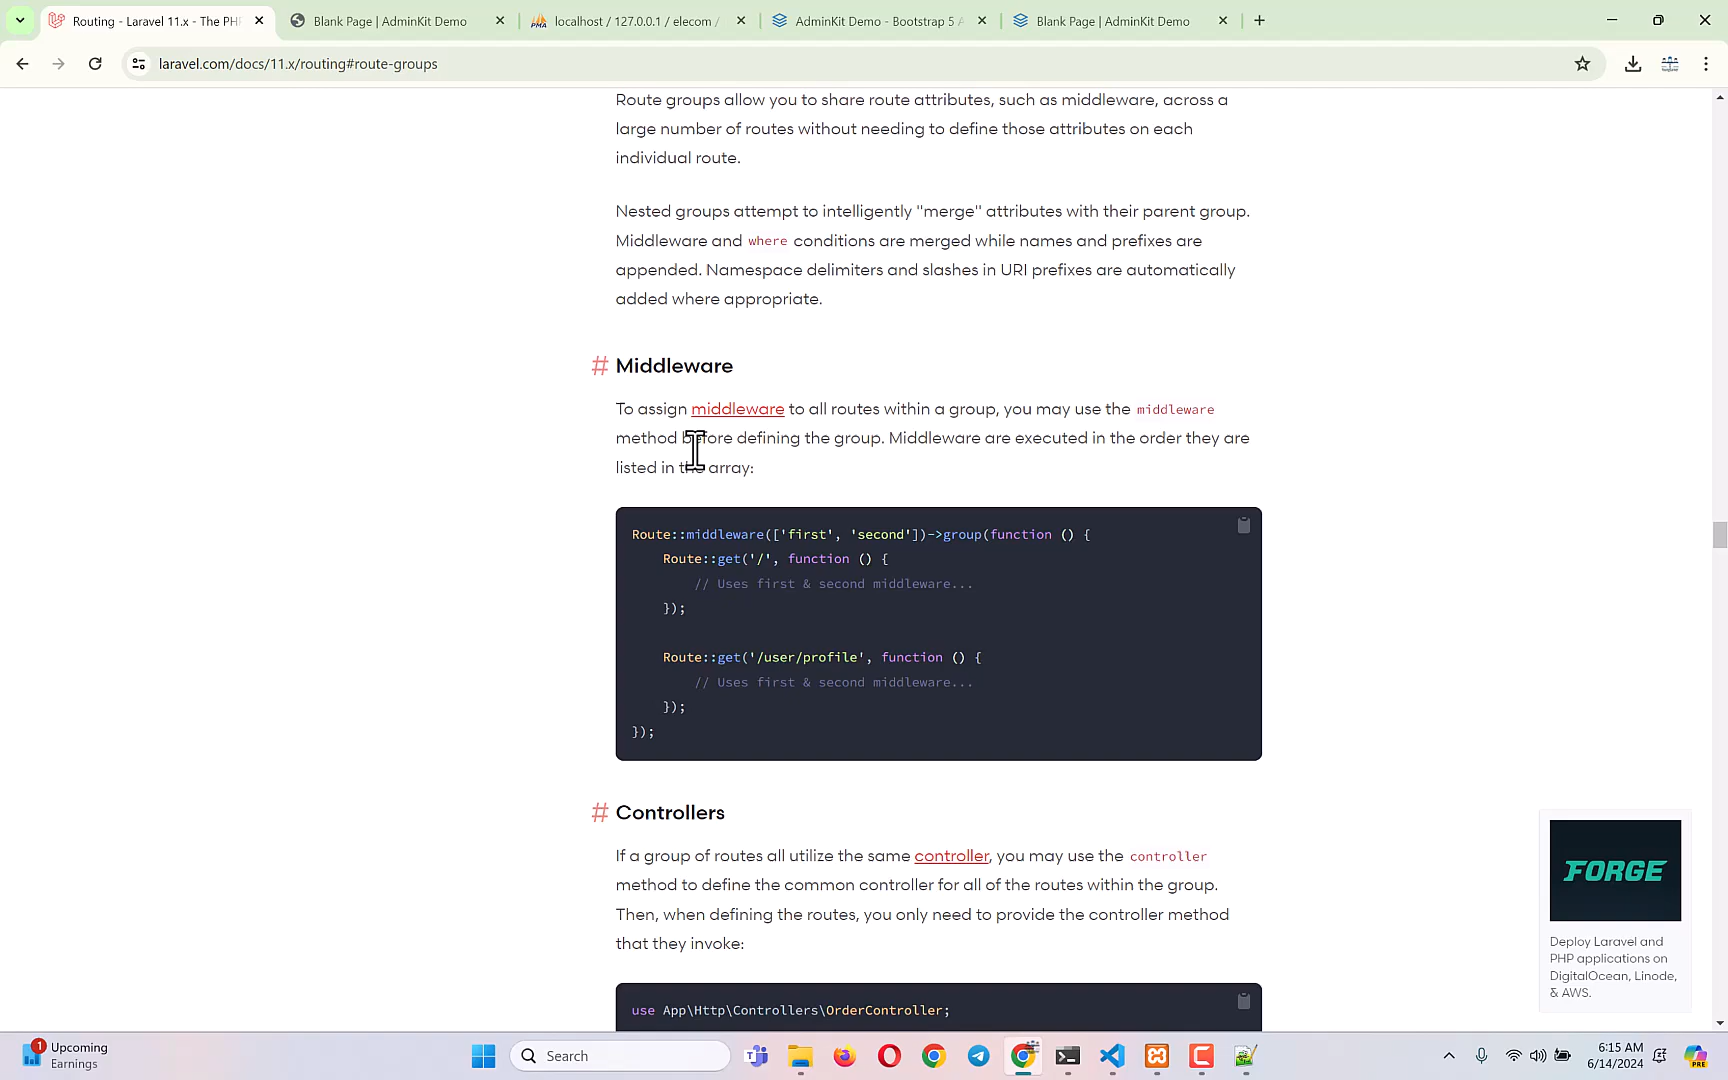 Routing - Laravel 11.x - The PH
Blank Page | AdminKit Demo
localhost / 127.0.0.1 / elecom /
AdminKit Demo - Bootstrap 5 A
Blank Page | AdminKit Demo
laravel.com/docs/11.x/routing#route-groups
Route groups allow you to share route attributes, such as middleware, across a
large number of routes without needing to define those attributes on each
individual route.
Nested groups attempt to intelligently "merge" attributes with their parent group.
Middleware and where conditions are merged while names and prefixes are
appended. Namespace delimiters and slashes in URI prefixes are automatically
added where appropriate.
# Middleware
To assign middleware to all routes within a group, you may use the middleware
method before defining the group. Middleware are executed in the order they are
listed in the array:
Route::middleware(['first', 'second'])->group(function () {
    Route::get('/', function () {
        // Uses first & second middleware...
    });
    Route::get('/user/profile', function () {
        // Uses first & second middleware...
    });
});
# Controllers
If a group of routes all utilize the same controller, you may use the controller
method to define the common controller for all of the routes within the group.
Then, when defining the routes, you only need to provide the controller method
that they invoke:
use App\Http\Controllers\OrderController;
FORGE
Deploy Laravel and
PHP applications on
DigitalOcean, Linode,
& AWS.
1
Upcoming
Earnings
Search
6:15 AM
6/14/2024
PRE